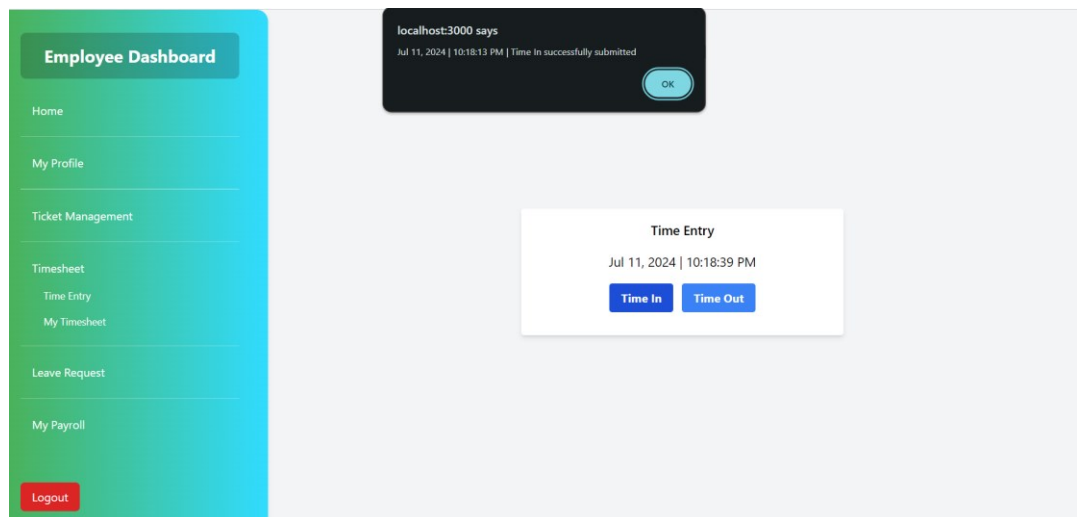 localhost:3000 says
Jul 11, 2024 | 10:18:13 PM | Time In successfully submitted
OK
Employee Dashboard
Home
My Profile
Ticket Management
Timesheet
Time Entry
My Timesheet
Leave Request
My Payroll
Logout
Time Entry
Jul 11, 2024 | 10:18:39 PM
Time In Time Out